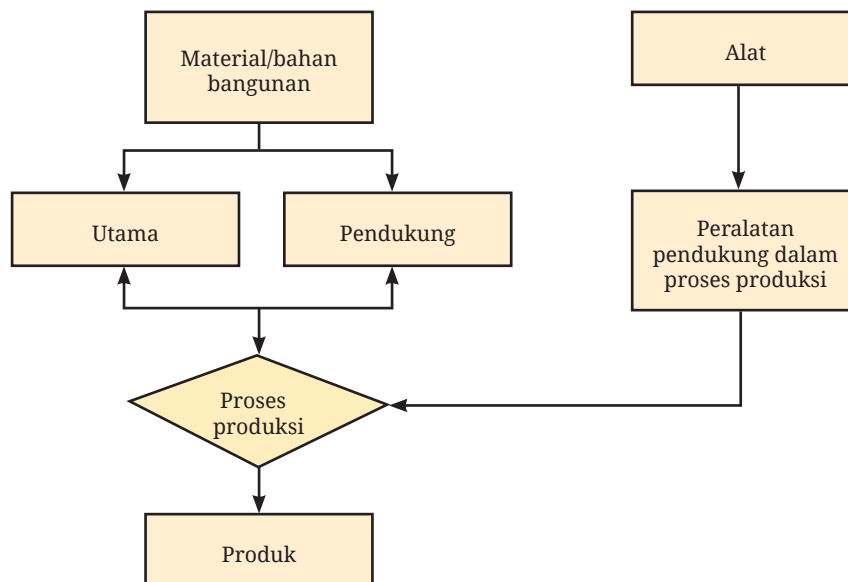 Material/bahan
bangunan
Alat
Utama
Pendukung
Peralatan
pendukung dalam
proses produksi
Proses
produksi
Produk